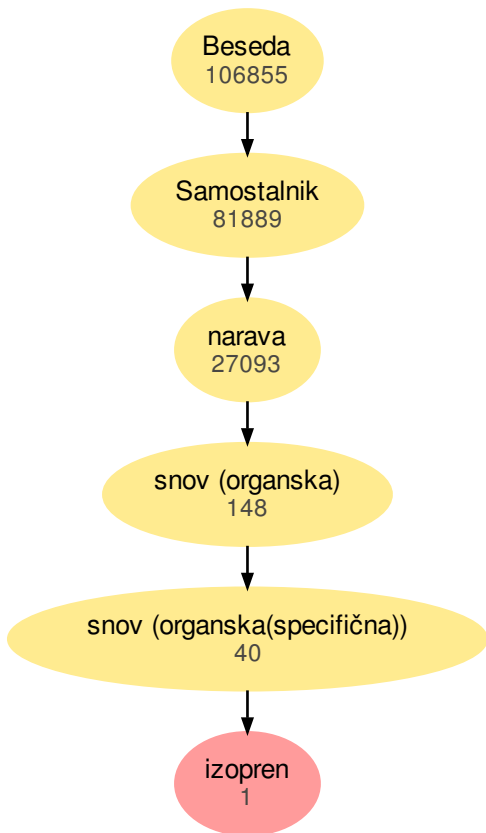 Beseda
106855
Samostalnik
81889
narava
27093
snov (organska)
148
snov (organska(specifična))
40
izopren
1